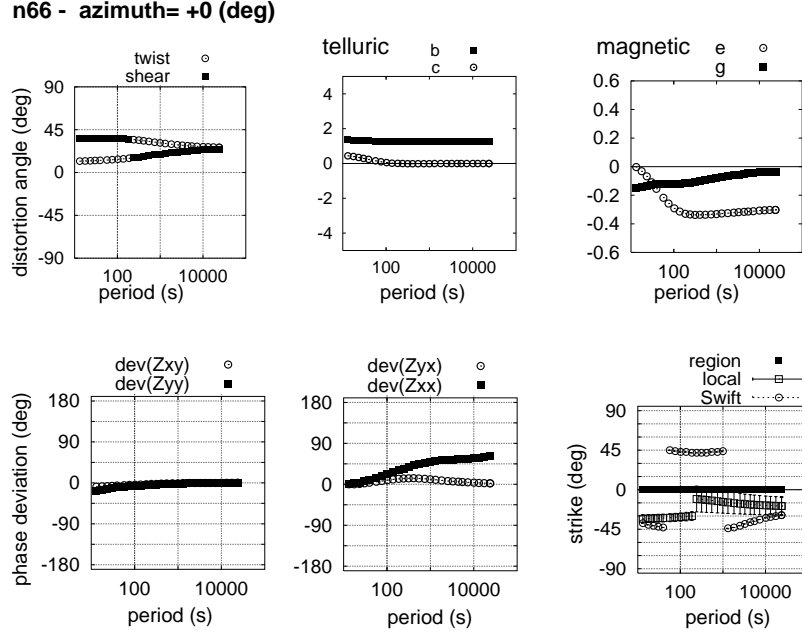 n66 - azimuth= +0 (deg)
twist
shear
distortion angle (deg)
90
45
0
-45
-90
100
10000
period (s)
telluric
b
c
4
2
0
-2
-4
100
10000
period (s)
magnetic
e
g
0.6
0.4
0.2
0
-0.2
-0.4
-0.6
100
10000
period (s)
dev(Zxy)
dev(Zyy)
phase deviation (deg)
180
90
0
-90
-180
100
10000
period (s)
dev(Zyx)
dev(Zxx)
180
90
0
-90
-180
100
10000
period (s)
region
local
Swift
strike (deg)
90
45
0
-45
-90
100
10000
period (s)